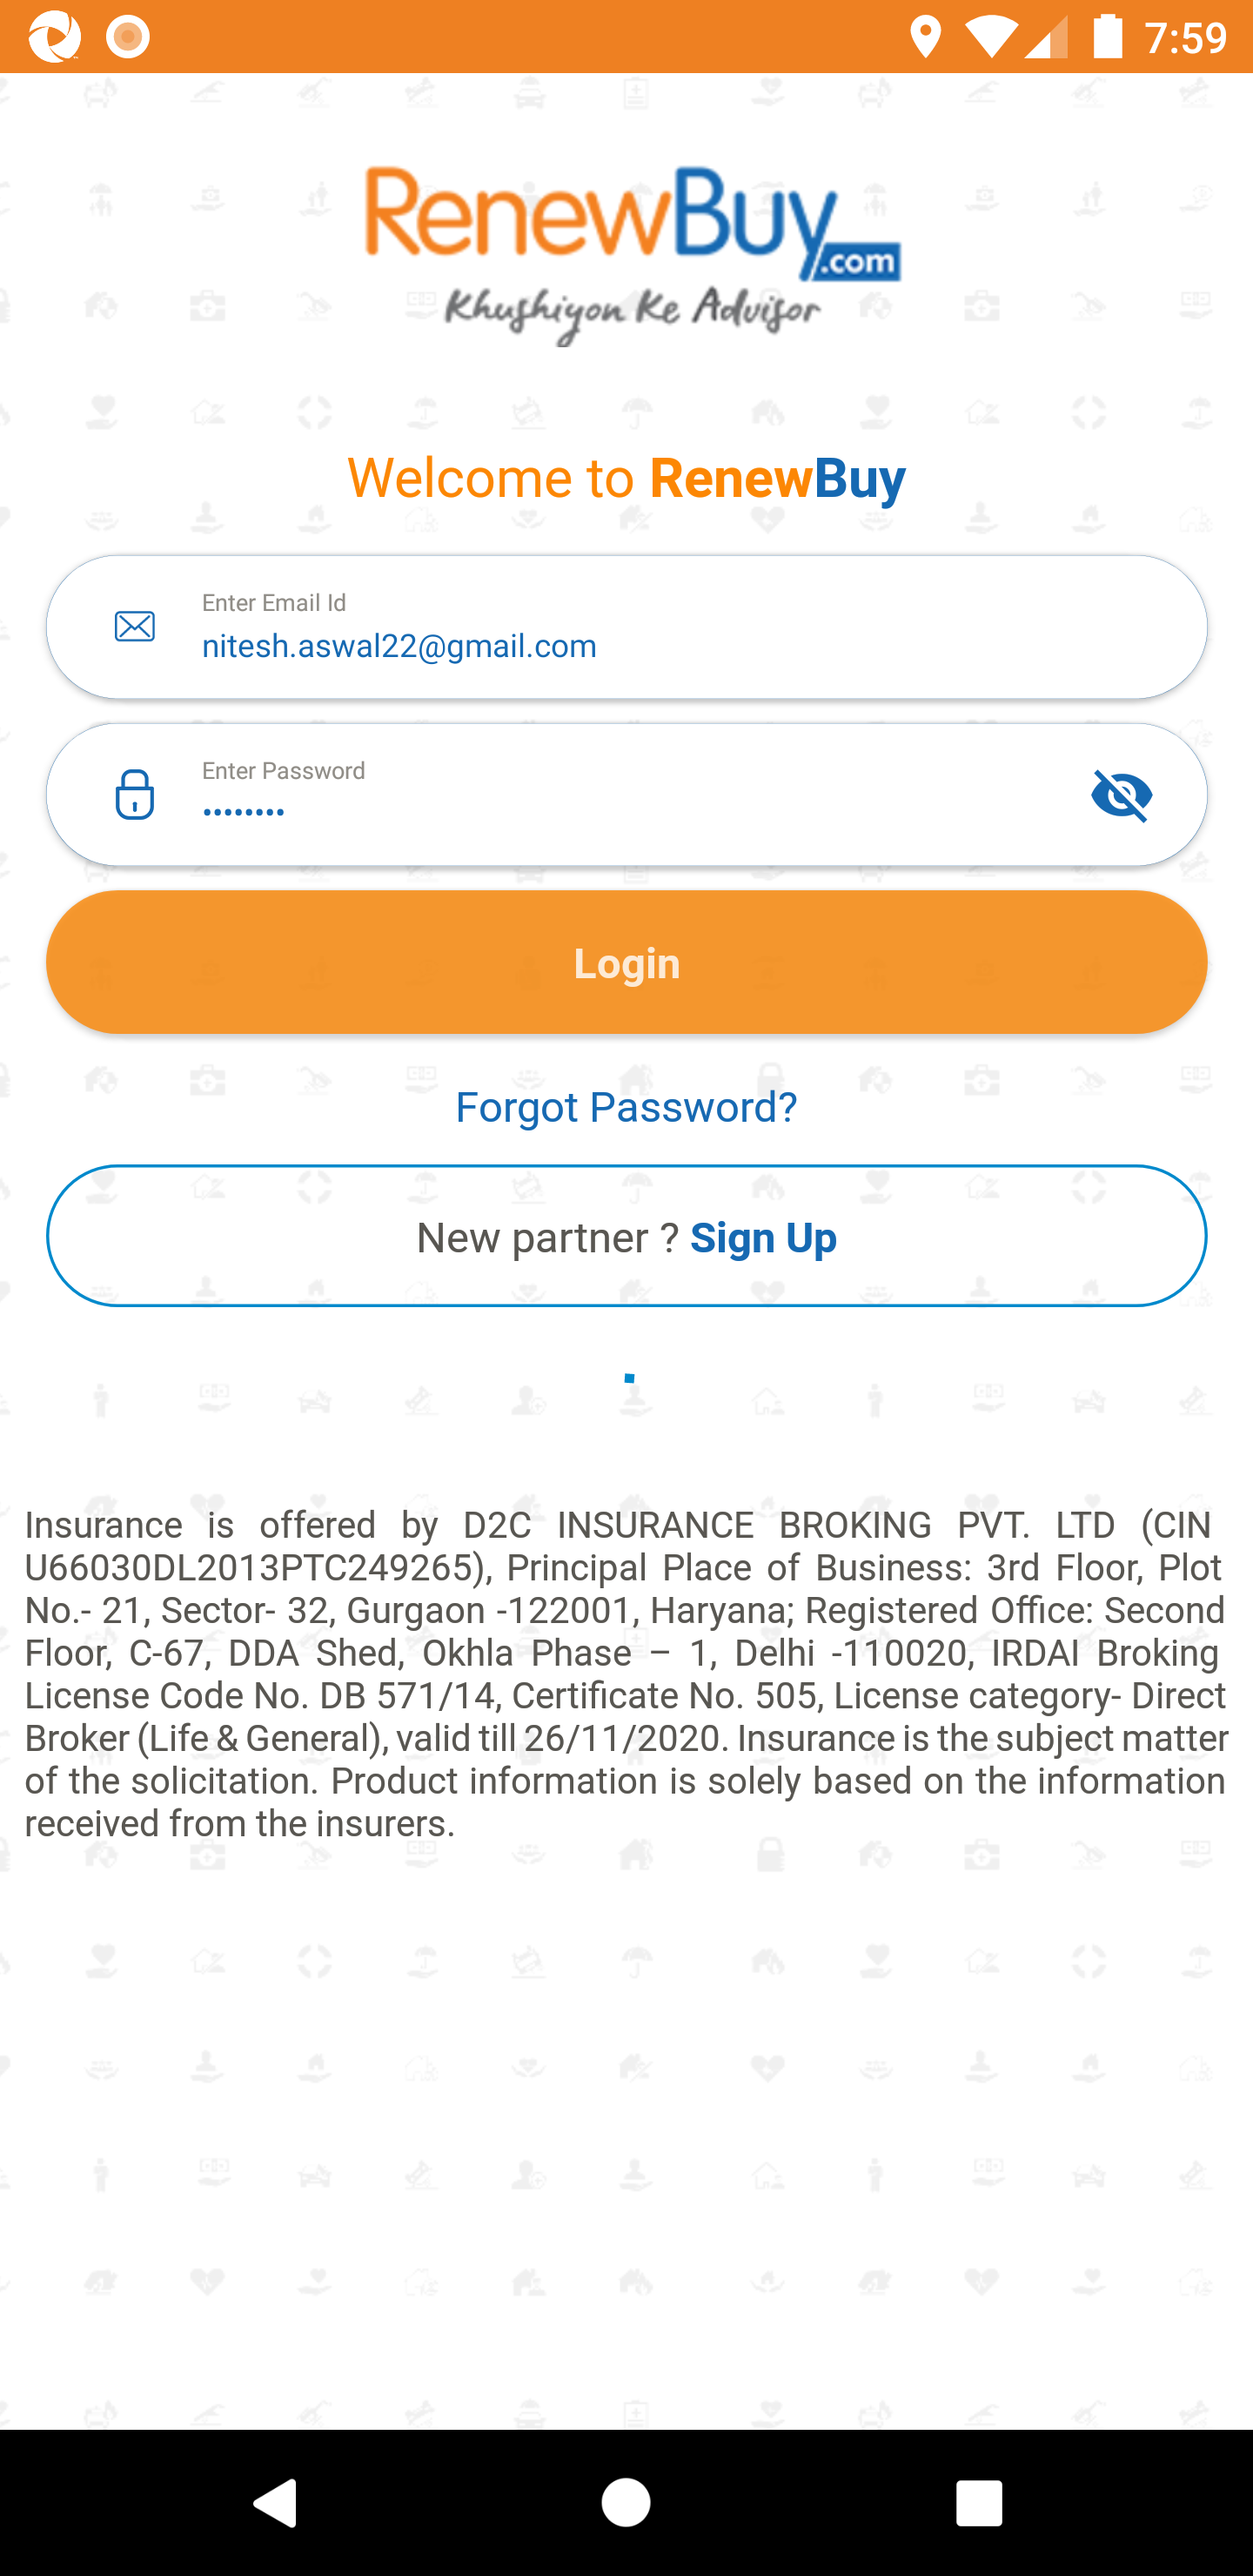 7:59
RenewBuy
.com
Khushiyon Ke Advisor
Welcome to RenewBuy
Enter Email Id
nitesh.aswal22@gmail.com
Enter Password
••••••••
Login
Forgot Password?
New partner ? Sign Up
Insurance is offered by D2C INSURANCE BROKING PVT. LTD (CIN
U66030DL2013PTC249265), Principal Place of Business: 3rd Floor, Plot
No.- 21, Sector- 32, Gurgaon -122001, Haryana; Registered Office: Second
Floor, C-67, DDA Shed, Okhla Phase – 1, Delhi -110020, IRDAI Broking
License Code No. DB 571/14, Certificate No. 505, License category- Direct
Broker (Life & General), valid till 26/11/2020. Insurance is the subject matter
of the solicitation. Product information is solely based on the information
received from the insurers.